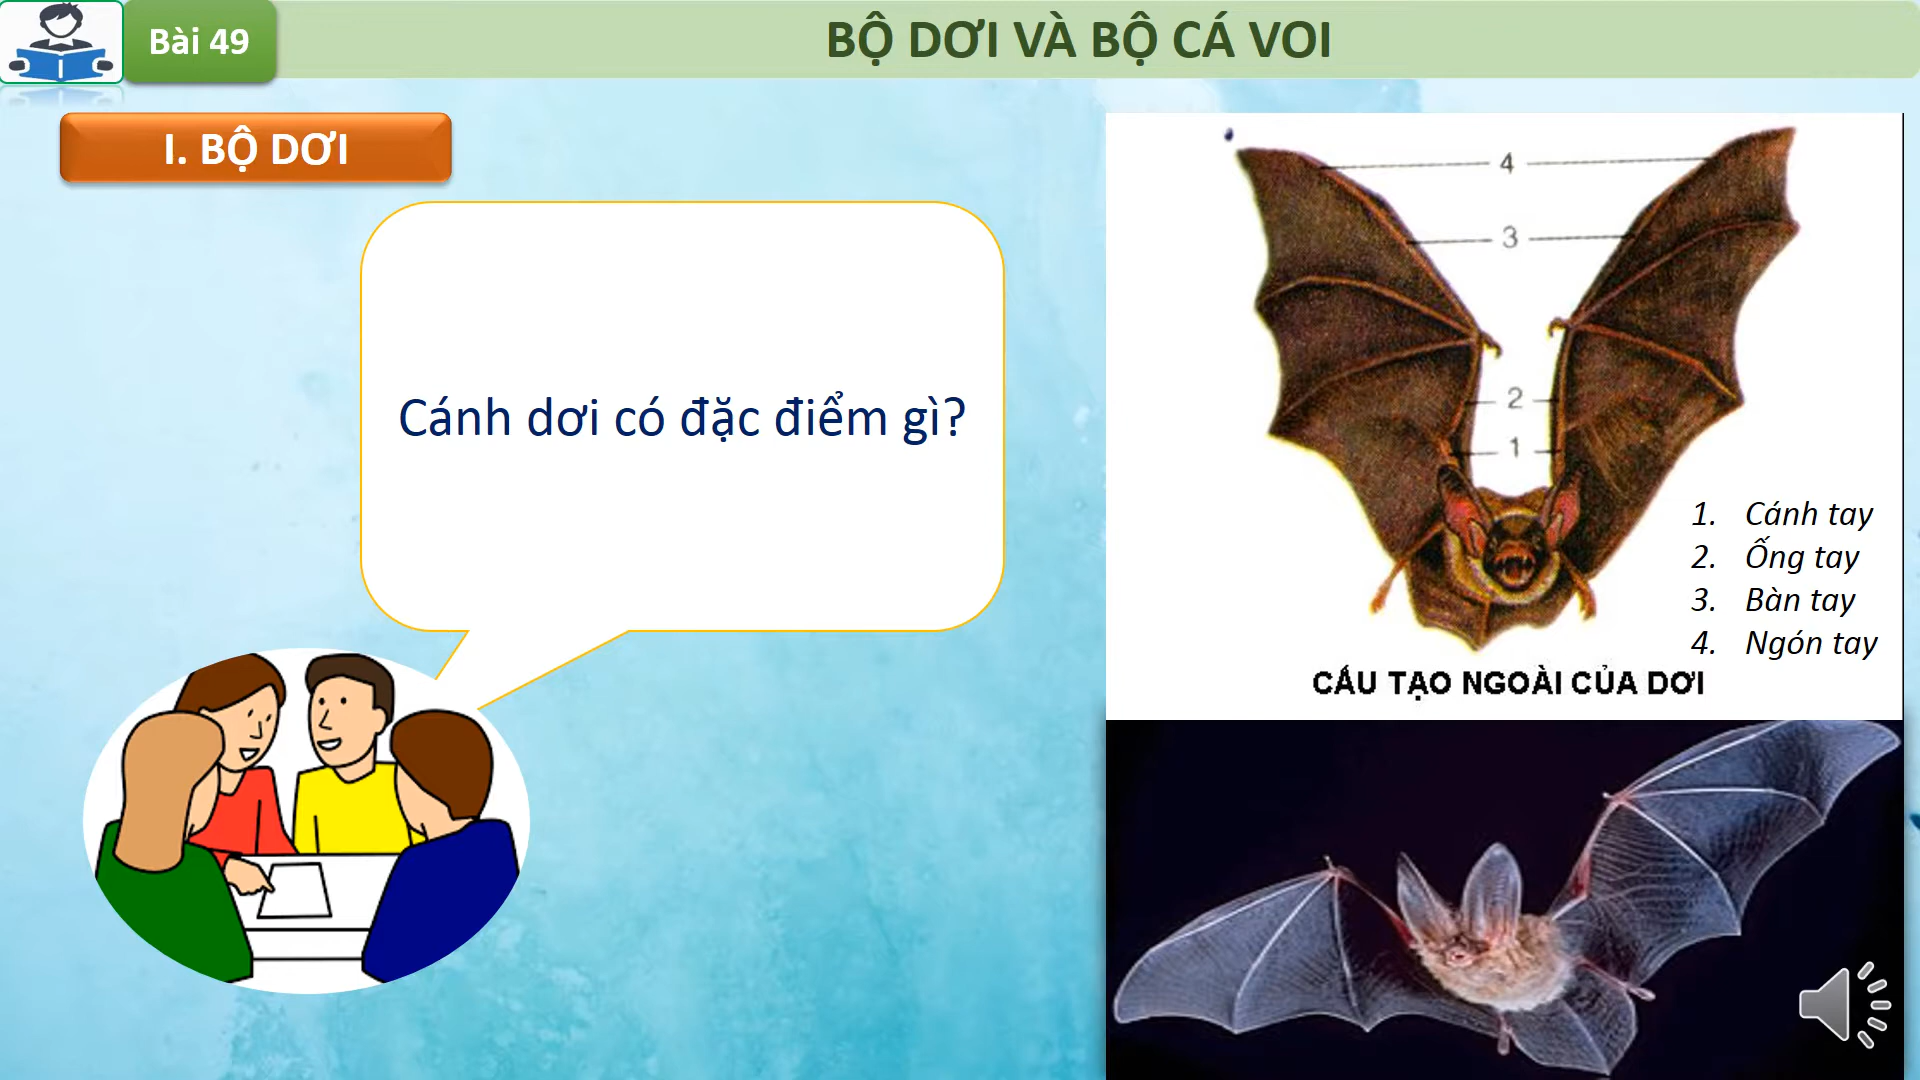 Bài 49
BỘ DƠI VÀ BỘ CÁ VOI
I. BỘ DƠI
Cánh dơi có đặc điểm gì?
4
3
2
1
1. Cánh tay
2. Ống tay
3. Bàn tay
4. Ngón tay
CẤU TẠO NGOÀI CỦA DƠI